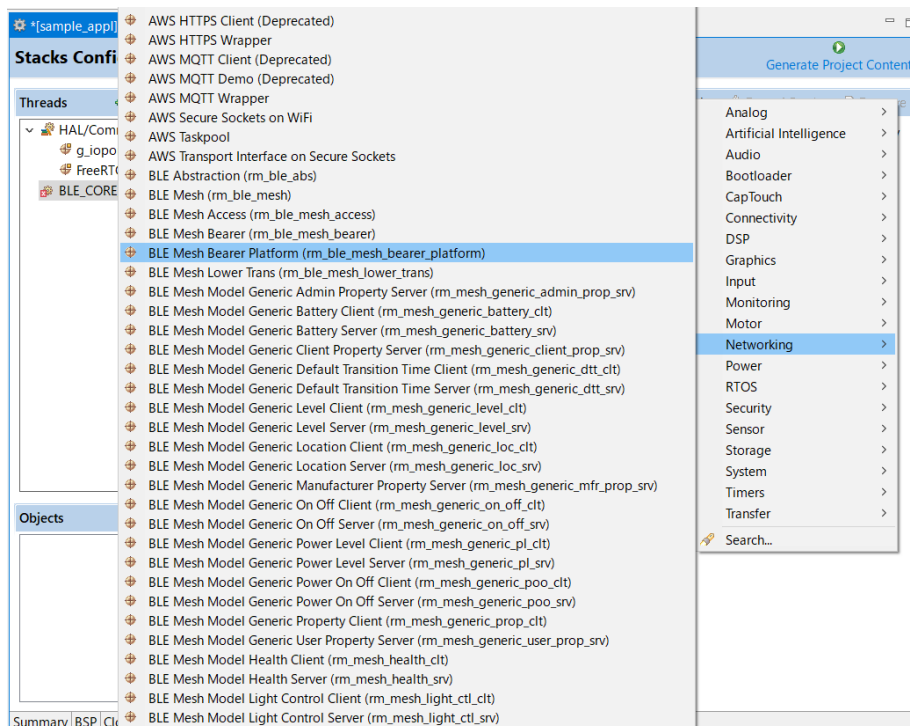 *[sample_appl]
Stacks Confi
Generate Project Content
Threads
HAL/Com
g_iopo
FreeRT
BLE_CORE
Objects
Summary BSP Clo
AWS HTTPS Client (Deprecated)
AWS HTTPS Wrapper
AWS MQTT Client (Deprecated)
AWS MQTT Demo (Deprecated)
AWS MQTT Wrapper
AWS Secure Sockets on WiFi
AWS Taskpool
AWS Transport Interface on Secure Sockets
BLE Abstraction (rm_ble_abs)
BLE Mesh (rm_ble_mesh)
BLE Mesh Access (rm_ble_mesh_access)
BLE Mesh Bearer (rm_ble_mesh_bearer)
BLE Mesh Bearer Platform (rm_ble_mesh_bearer_platform)
BLE Mesh Lower Trans (rm_ble_mesh_lower_trans)
BLE Mesh Model Generic Admin Property Server (rm_mesh_generic_admin_prop_srv)
BLE Mesh Model Generic Battery Client (rm_mesh_generic_battery_clt)
BLE Mesh Model Generic Battery Server (rm_mesh_generic_battery_srv)
BLE Mesh Model Generic Client Property Server (rm_mesh_generic_client_prop_srv)
BLE Mesh Model Generic Default Transition Time Client (rm_mesh_generic_dtt_clt)
BLE Mesh Model Generic Default Transition Time Server (rm_mesh_generic_dtt_srv)
BLE Mesh Model Generic Level Client (rm_mesh_generic_level_clt)
BLE Mesh Model Generic Level Server (rm_mesh_generic_level_srv)
BLE Mesh Model Generic Location Client (rm_mesh_generic_loc_clt)
BLE Mesh Model Generic Location Server (rm_mesh_generic_loc_srv)
BLE Mesh Model Generic Manufacturer Property Server (rm_mesh_generic_mfr_prop_srv)
BLE Mesh Model Generic On Off Client (rm_mesh_generic_on_off_clt)
BLE Mesh Model Generic On Off Server (rm_mesh_generic_on_off_srv)
BLE Mesh Model Generic Power Level Client (rm_mesh_generic_pl_clt)
BLE Mesh Model Generic Power Level Server (rm_mesh_generic_pl_srv)
BLE Mesh Model Generic Power On Off Client (rm_mesh_generic_poo_clt)
BLE Mesh Model Generic Power On Off Server (rm_mesh_generic_poo_srv)
BLE Mesh Model Generic Property Client (rm_mesh_generic_prop_clt)
BLE Mesh Model Generic User Property Server (rm_mesh_generic_user_prop_srv)
BLE Mesh Model Health Client (rm_mesh_health_clt)
BLE Mesh Model Health Server (rm_mesh_health_srv)
BLE Mesh Model Light Control Client (rm_mesh_light_ctl_clt)
BLE Mesh Model Light Control Server (rm_mesh_light_ctl_srv)
Analog
Artificial Intelligence
Audio
Bootloader
CapTouch
Connectivity
DSP
Graphics
Input
Monitoring
Motor
Networking
Power
RTOS
Security
Sensor
Storage
System
Timers
Transfer
Search...